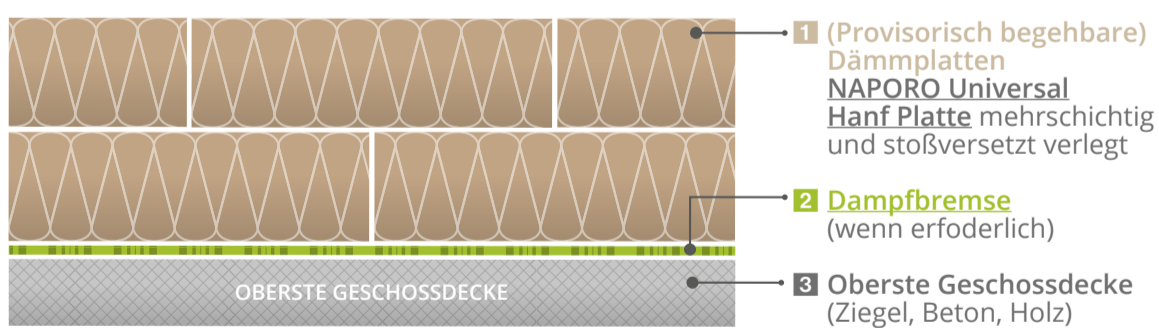 1 (Provisorisch begehbare)
Dämmplatten
NAPORO Universal
Hanf Platte mehrschichtig
und stoßversetzt verlegt
2 Dampfbremse
(wenn erfoderlich)
3 Oberste Geschossdecke
(Ziegel, Beton, Holz)
OBERSTE GESCHOSSDECKE